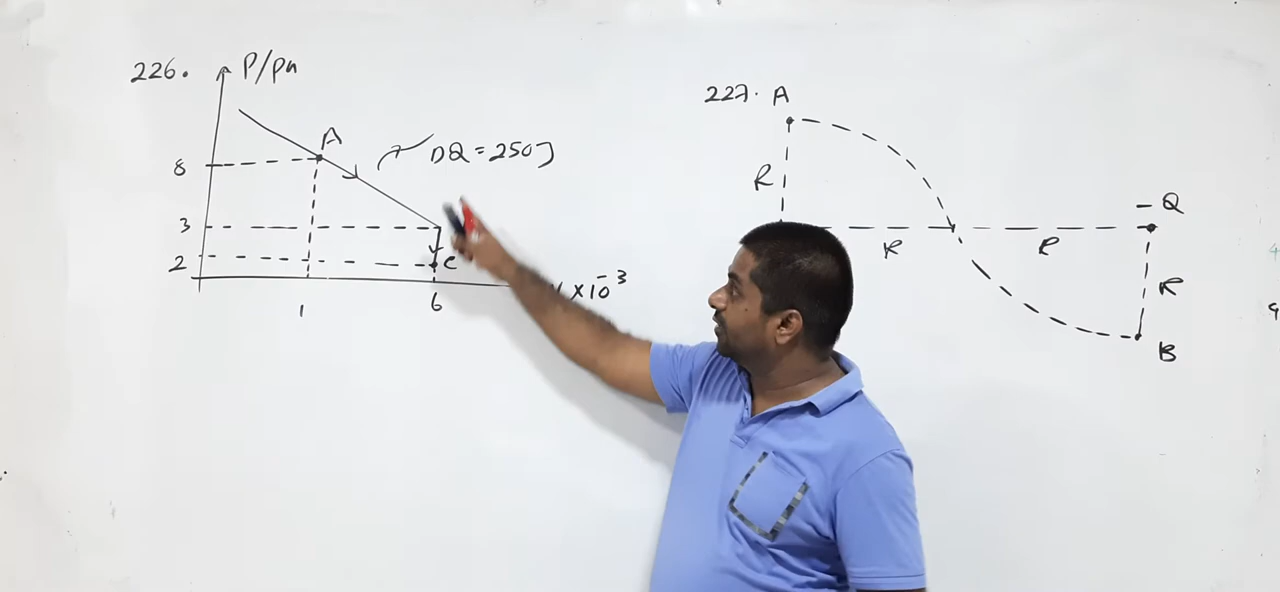 226.
P/pa
A
8
ΔQ = 250J
3
2
C
×10⁻³
1
6
227. A
R
R
R
- Q
R
B